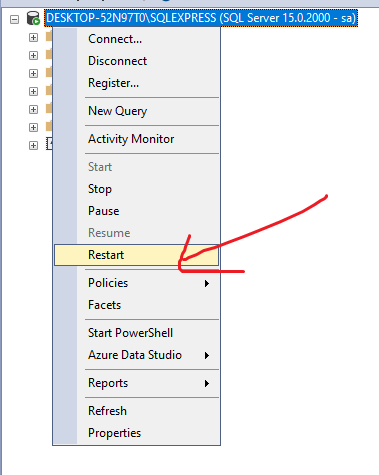 DESKTOP-52N97T0\SQLEXPRESS (SQL Server 15.0.2000 - sa)
Connect...
Disconnect
Register...
New Query
Activity Monitor
Start
Stop
Pause
Resume
Restart
Policies
Facets
Start PowerShell
Azure Data Studio
Reports
Refresh
Properties